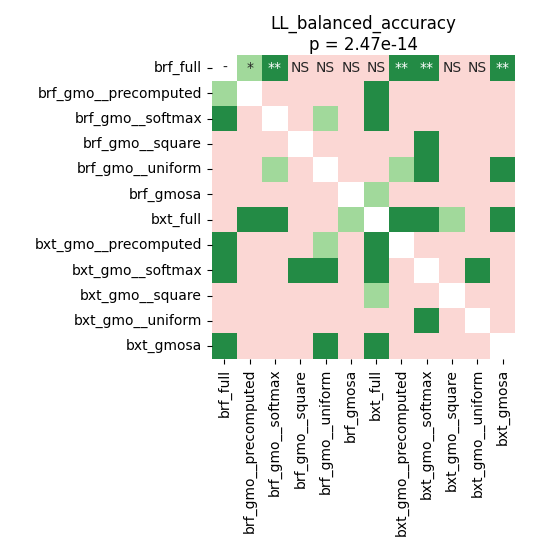 LL_balanced_accuracy
p = 2.47e-14
brf_full - * ** NS NS NS NS ** ** NS NS **
brf_gmo__precomputed
brf_gmo__softmax
brf_gmo__square
brf_gmo__uniform
brf_gmosa
bxt_full
bxt_gmo__precomputed
bxt_gmo__softmax
bxt_gmo__square
bxt_gmo__uniform
bxt_gmosa
brf_full
brf_gmo__precomputed
brf_gmo__softmax
brf_gmo__square
brf_gmo__uniform
brf_gmosa
bxt_full
bxt_gmo__precomputed
bxt_gmo__softmax
bxt_gmo__square
bxt_gmo__uniform
bxt_gmosa